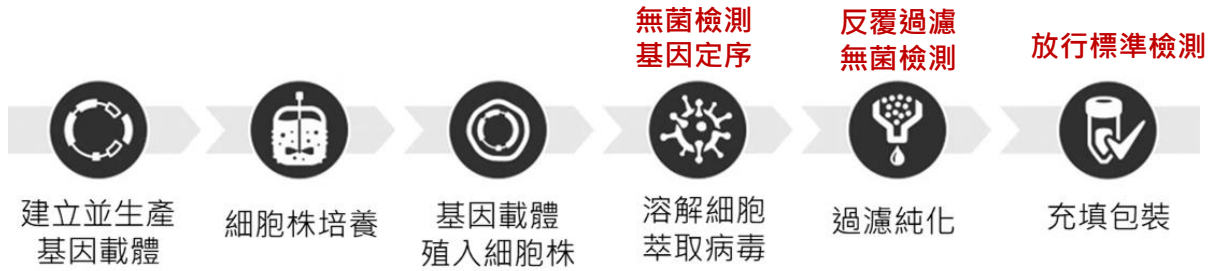 無菌檢測
基因定序
反覆過濾
無菌檢測
放行標準檢測
建立並生產
基因載體
細胞株培養
基因載體
殖入細胞株
溶解細胞
萃取病毒
過濾純化
充填包裝